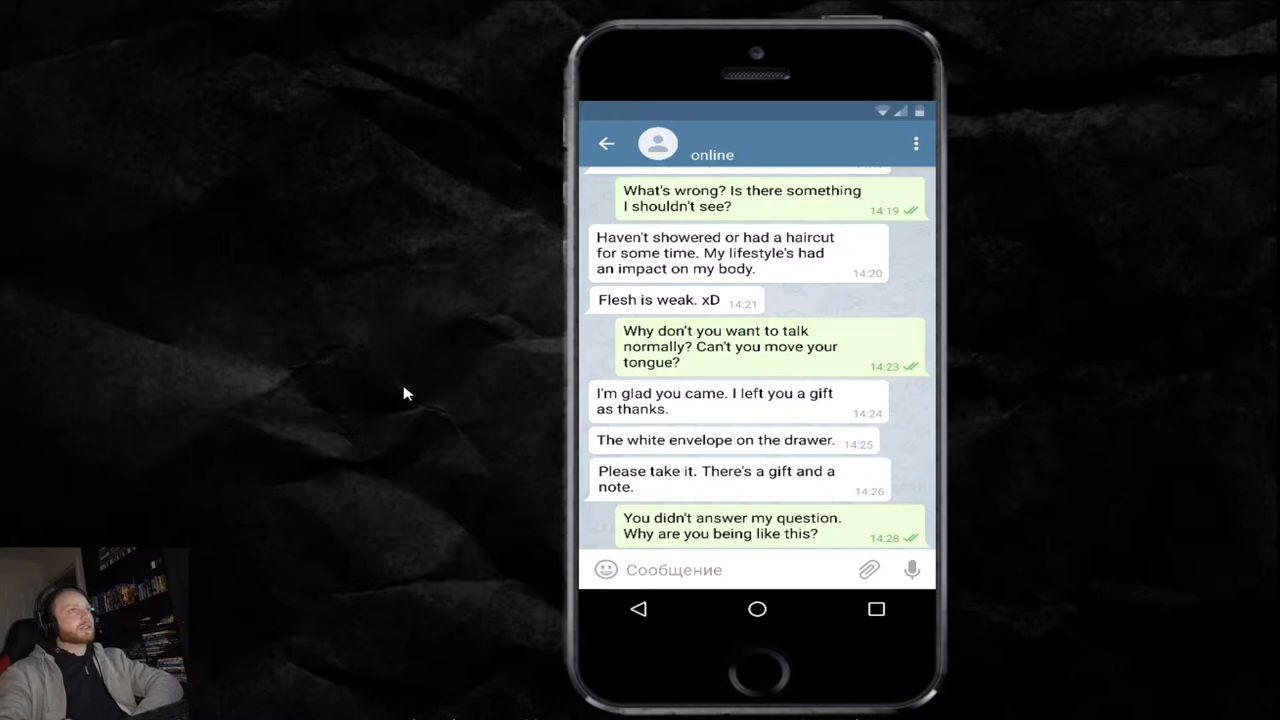 online
What's wrong? Is there something
I shouldn't see?
14:19
Haven't showered or had a haircut
for some time. My lifestyle's had
an impact on my body.
14:20
Flesh is weak. xD 14:21
Why don't you want to talk
normally? Can't you move your
tongue?
14:23
I'm glad you came. I left you a gift
as thanks.
14:24
The white envelope on the drawer. 14:25
Please take it. There's a gift and a
note.
14:26
You didn't answer my question.
Why are you being like this?
14:28
Сообщение